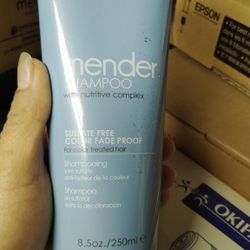 mender
SHAMPOO
with nutritive complex
SULFATE FREE
COLOR FADE PROOF
For color treated hair
Shampooing
sans sulfate
anti-fadeur de la couleur
Shampoo
sin sulfatos
evita la decoloración
8.5oz./250ml e
EPSON
OKI